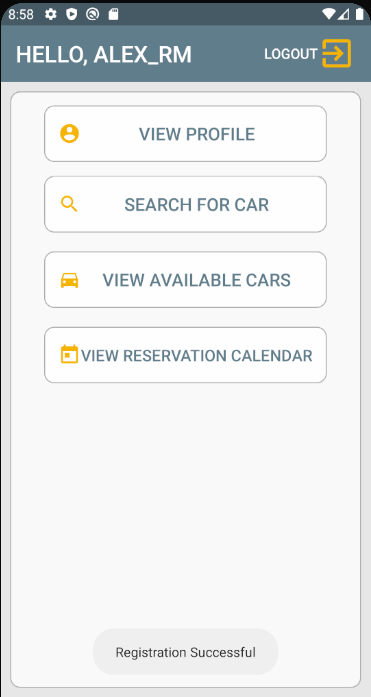 8:58
HELLO, ALEX_RM
LOGOUT
VIEW PROFILE
SEARCH FOR CAR
VIEW AVAILABLE CARS
VIEW RESERVATION CALENDAR
Registration Successful